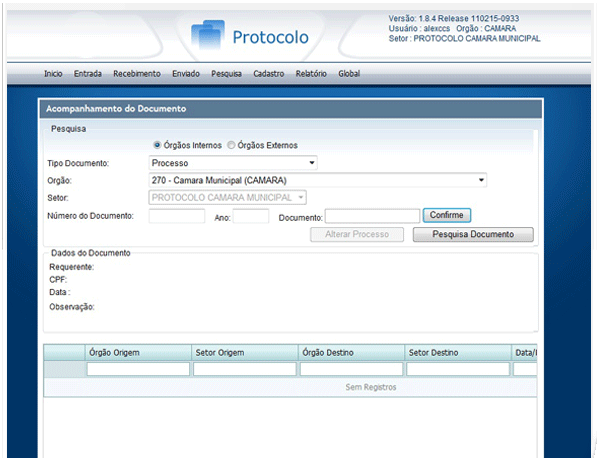 Versão: 1.8.4 Release 110215-0933
Usuário : alexccs Orgão : CAMARA
Setor : PROTOCOLO CAMARA MUNICIPAL
Protocolo
Inicio Entrada Recebimento Enviado Pesquisa Cadastro Relatório Global
Acompanhamento do Documento
Pesquisa
Órgãos Internos Órgãos Externos
Tipo Documento: Processo
Orgão: 270 - Camara Municipal (CAMARA)
Setor: PROTOCOLO CAMARA MUNICIPAL
Número do Documento: Ano: Documento: Confirme
Alterar Processo Pesquisa Documento
Dados do Documento
Requerente:
CPF:
Data :
Observação:
Órgão Origem Setor Origem Órgão Destino Setor Destino Data/
Sem Registros